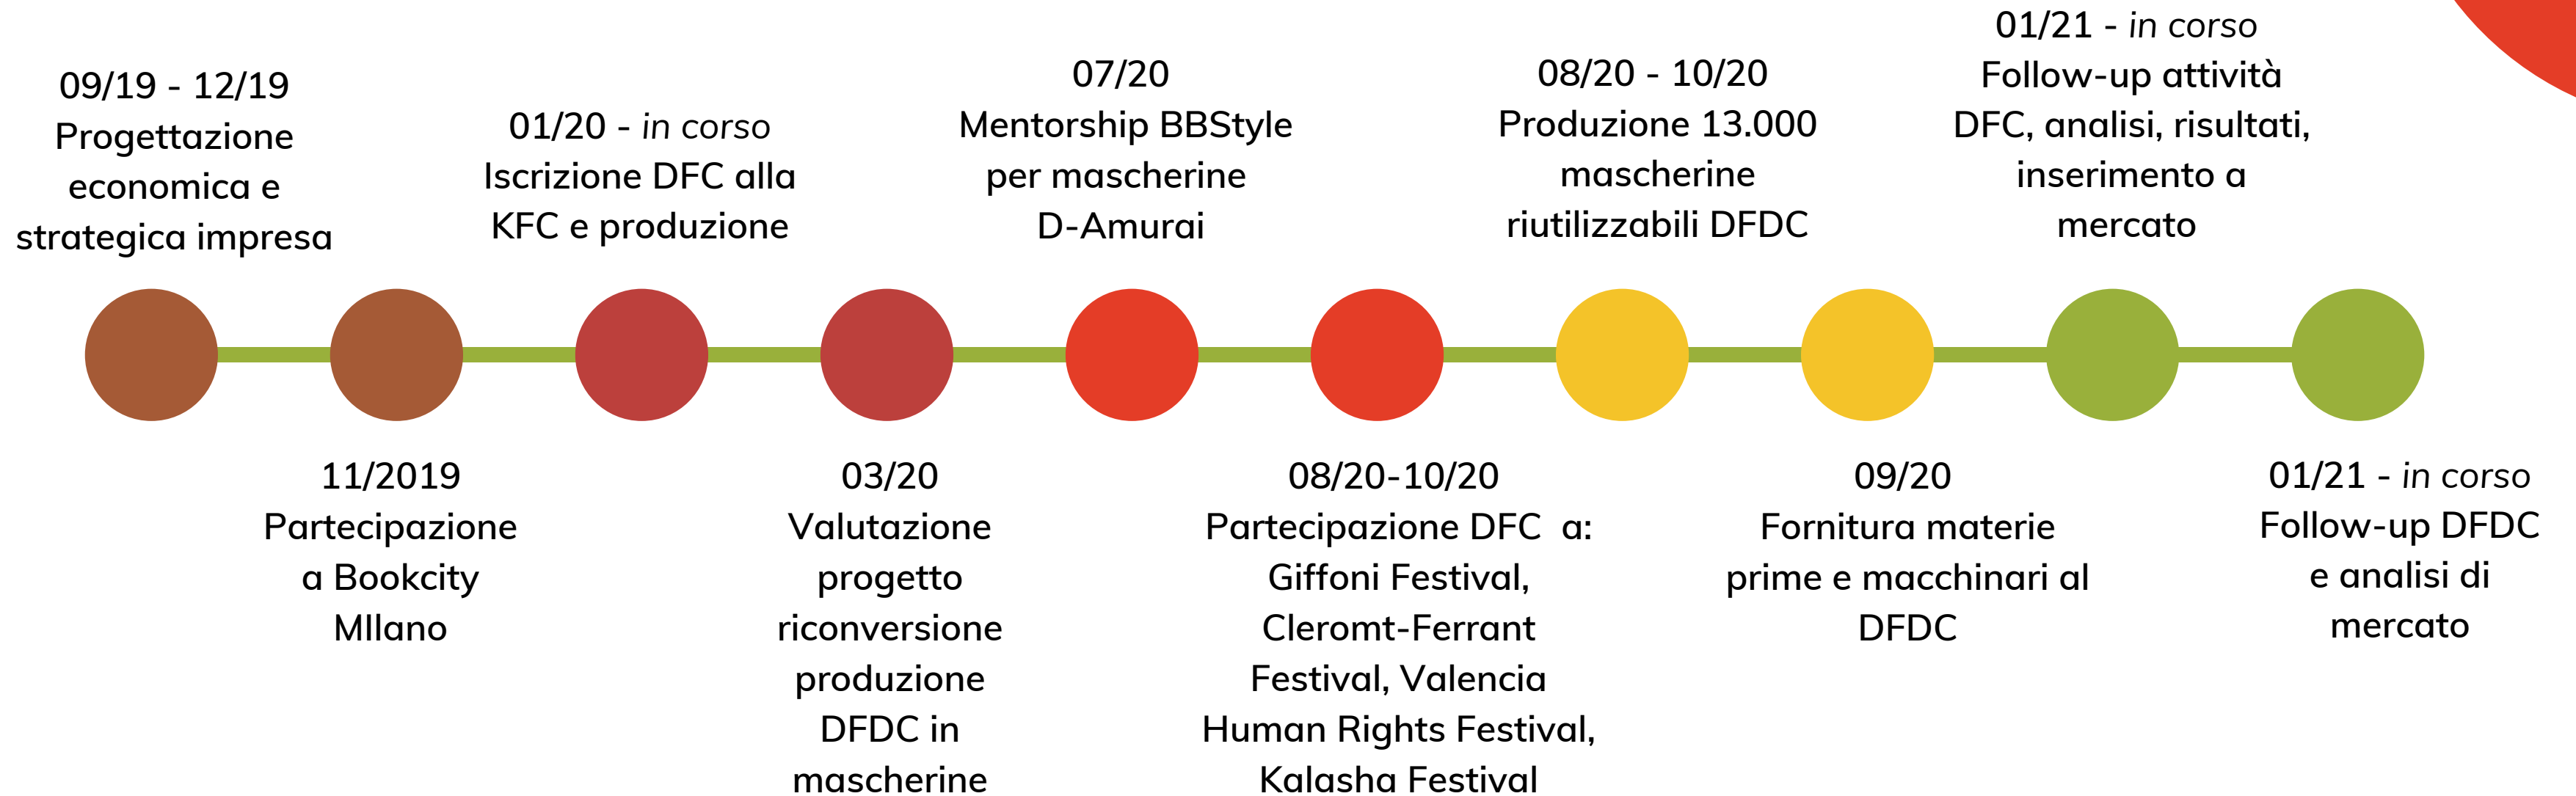 09/19 - 12/19
Progettazione
economica e
strategica impresa
11/2019
Partecipazione
a Bookcity
MIlano
01/20 - in corso
Iscrizione DFC alla
KFC e produzione
03/20
Valutazione
progetto
riconversione
produzione
DFDC in
mascherine
07/20
Mentorship BBStyle
per mascherine
D-Amurai
08/20-10/20
Partecipazione DFC a:
Giffoni Festival,
Cleromt-Ferrant
Festival, Valencia
Human Rights Festival,
Kalasha Festival
08/20 - 10/20
Produzione 13.000
mascherine
riutilizzabili DFDC
09/20
Fornitura materie
prime e macchinari al
DFDC
01/21 - in corso
Follow-up attività
DFC, analisi, risultati,
inserimento a
mercato
01/21 - in corso
Follow-up DFDC
e analisi di
mercato